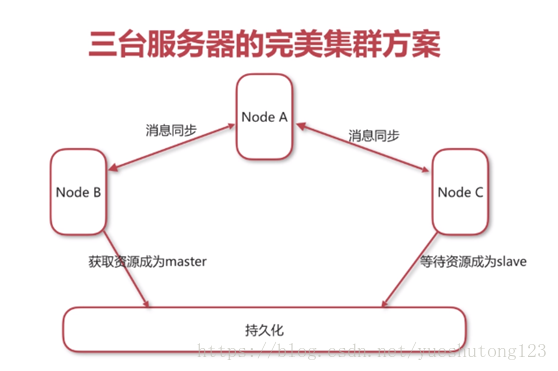 三台服务器的完美集群方案
Node A
消息同步
消息同步
Node B
Node C
获取资源成为master
等待资源成为slave
持久化
https://blog.csdn.net/yueshutong123